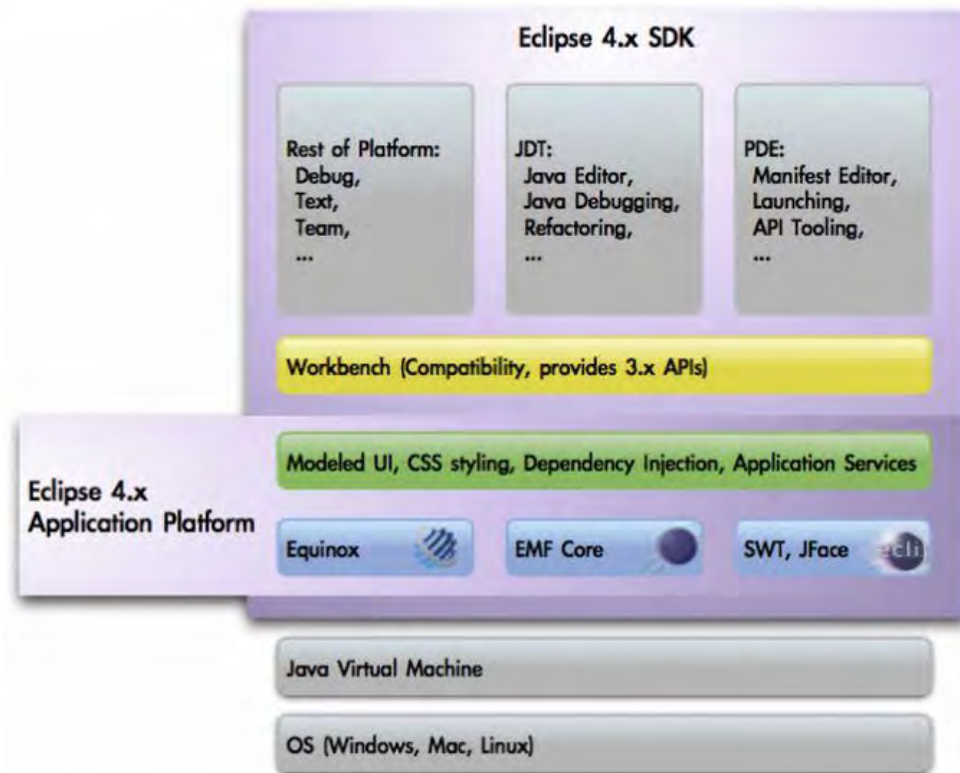 Eclipse 4.x SDK
Rest of Platform:
Debug,
Text,
Team,
...
JDT:
Java Editor,
Java Debugging,
Refactoring,
...
PDE:
Manifest Editor,
Launching,
API Tooling,
...
Workbench (Compatibility, provides 3.x APIs)
Eclipse 4.x
Application Platform
Modeled UI, CSS styling, Dependency Injection, Application Services
Equinox
EMF Core
SWT, JFace
ecli
Java Virtual Machine
OS (Windows, Mac, Linux)